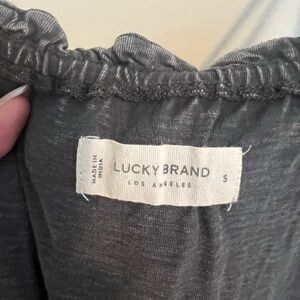 MADE IN
INDIA
LUCKY BRAND
LOS ANGELES
S